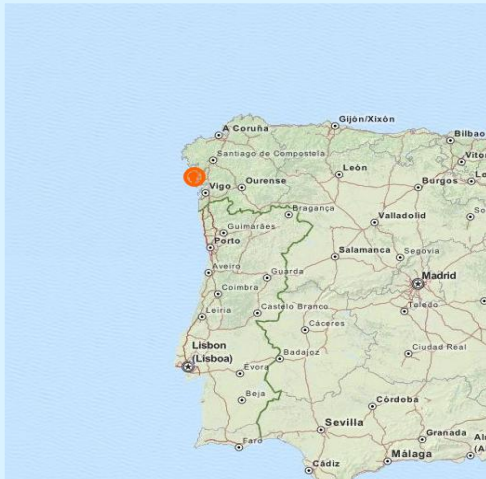 Gijón/Xixón
A Coruña
Bilbao
Santiago de Compostela
León
Vigo
Ourense
Burgos
Bragança
Valladolid
Guimarães
Porto
Salamanca
Segovia
Aveiro
Guarda
Madrid
Coimbra
Castelo Branco
Toledo
Leiria
Cáceres
Lisbon
(Lisboa)
Badajoz
Ciudad Real
Évora
Beja
Córdoba
Sevilla
Faro
Granada
Málaga
Cádiz